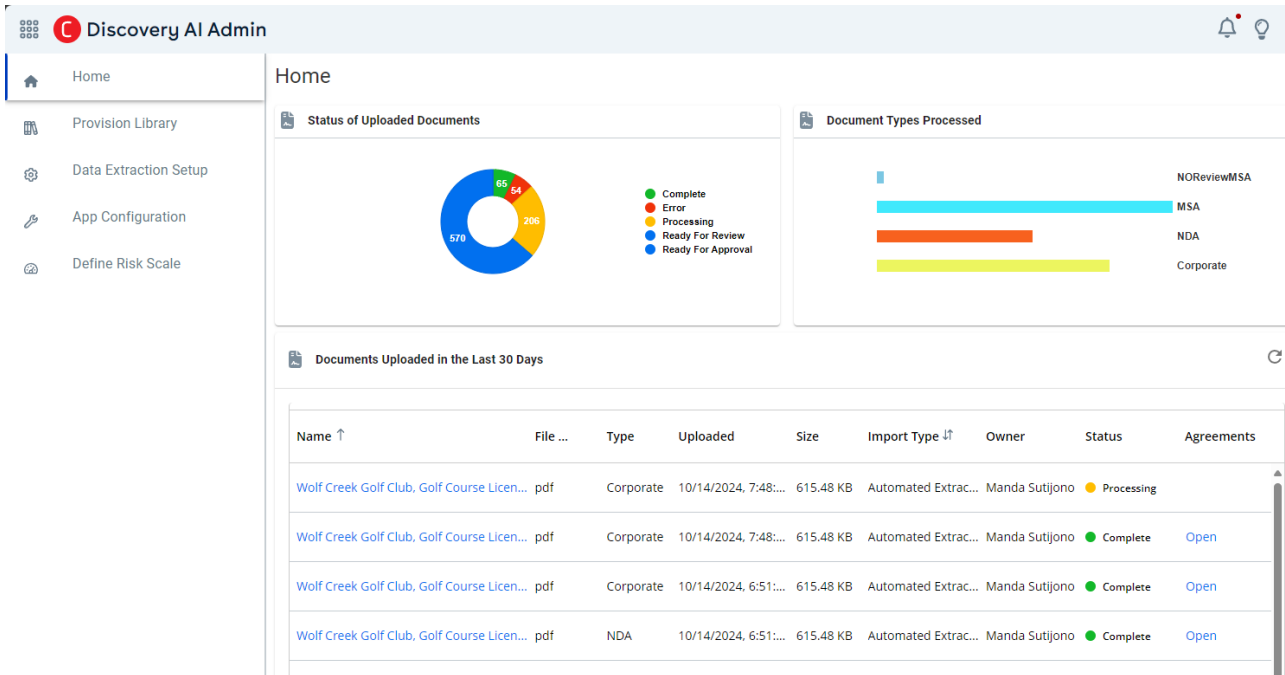 C Discovery AI Admin
Home
Provision Library
Data Extraction Setup
App Configuration
Define Risk Scale
Home
Status of Uploaded Documents
65
54
206
570
Complete
Error
Processing
Ready For Review
Ready For Approval
Document Types Processed
NOReviewMSA
MSA
NDA
Corporate
Documents Uploaded in the Last 30 Days
Name File ... Type Uploaded Size Import Type Owner Status Agreements
Wolf Creek Golf Club, Golf Course Licen... pdf Corporate 10/14/2024, 7:48:... 615.48 KB Automated Extrac... Manda Sutijono Processing
Wolf Creek Golf Club, Golf Course Licen... pdf Corporate 10/14/2024, 7:48:... 615.48 KB Automated Extrac... Manda Sutijono Complete Open
Wolf Creek Golf Club, Golf Course Licen... pdf Corporate 10/14/2024, 6:51:... 615.48 KB Automated Extrac... Manda Sutijono Complete Open
Wolf Creek Golf Club, Golf Course Licen... pdf NDA 10/14/2024, 6:51:... 615.48 KB Automated Extrac... Manda Sutijono Complete Open